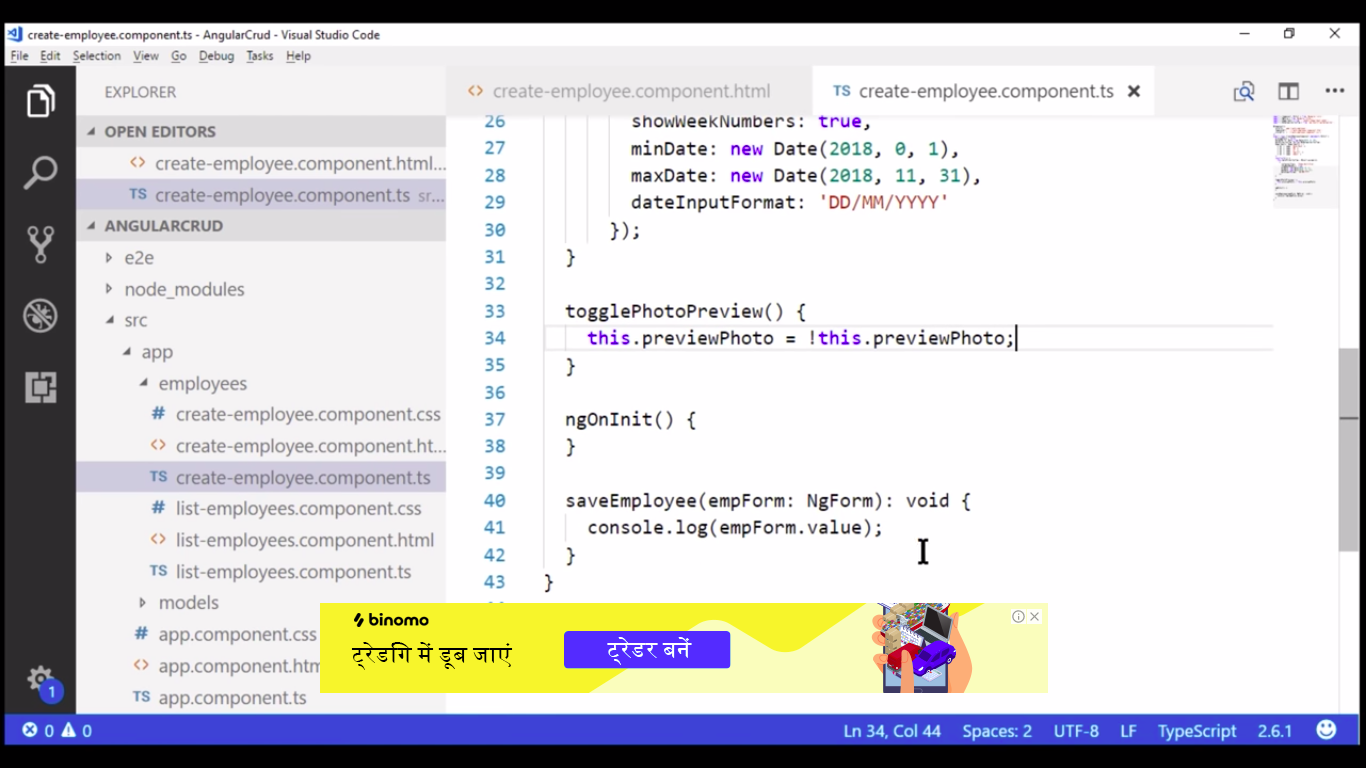 create-employee.component.ts - AngularCrud - Visual Studio Code
File Edit Selection View Go Debug Tasks Help
EXPLORER
OPEN EDITORS
create-employee.component.html...
create-employee.component.ts sr...
ANGULARCRUD
e2e
node_modules
src
app
employees
create-employee.component.css
create-employee.component.ht...
create-employee.component.ts
list-employees.component.css
list-employees.component.html
list-employees.component.ts
models
app.component.css
app.component.htm
app.component.ts
1
create-employee.component.html
TS create-employee.component.ts
26 showWeekNumbers: true,
27 minDate: new Date(2018, 0, 1),
28 maxDate: new Date(2018, 11, 31),
29 dateInputFormat: 'DD/MM/YYYY'
30 });
31 }
32
33 togglePhotoPreview() {
34 this.previewPhoto = !this.previewPhoto;
35 }
36
37 ngOnInit() {
38 }
39
40 saveEmployee(empForm: NgForm): void {
41 console.log(empForm.value);
42 }
43 }
binomo
ट्रेडगि में डूब जाएं
ट्रेडर बनें
0 0
Ln 34, Col 44 Spaces: 2 UTF-8 LF TypeScript 2.6.1